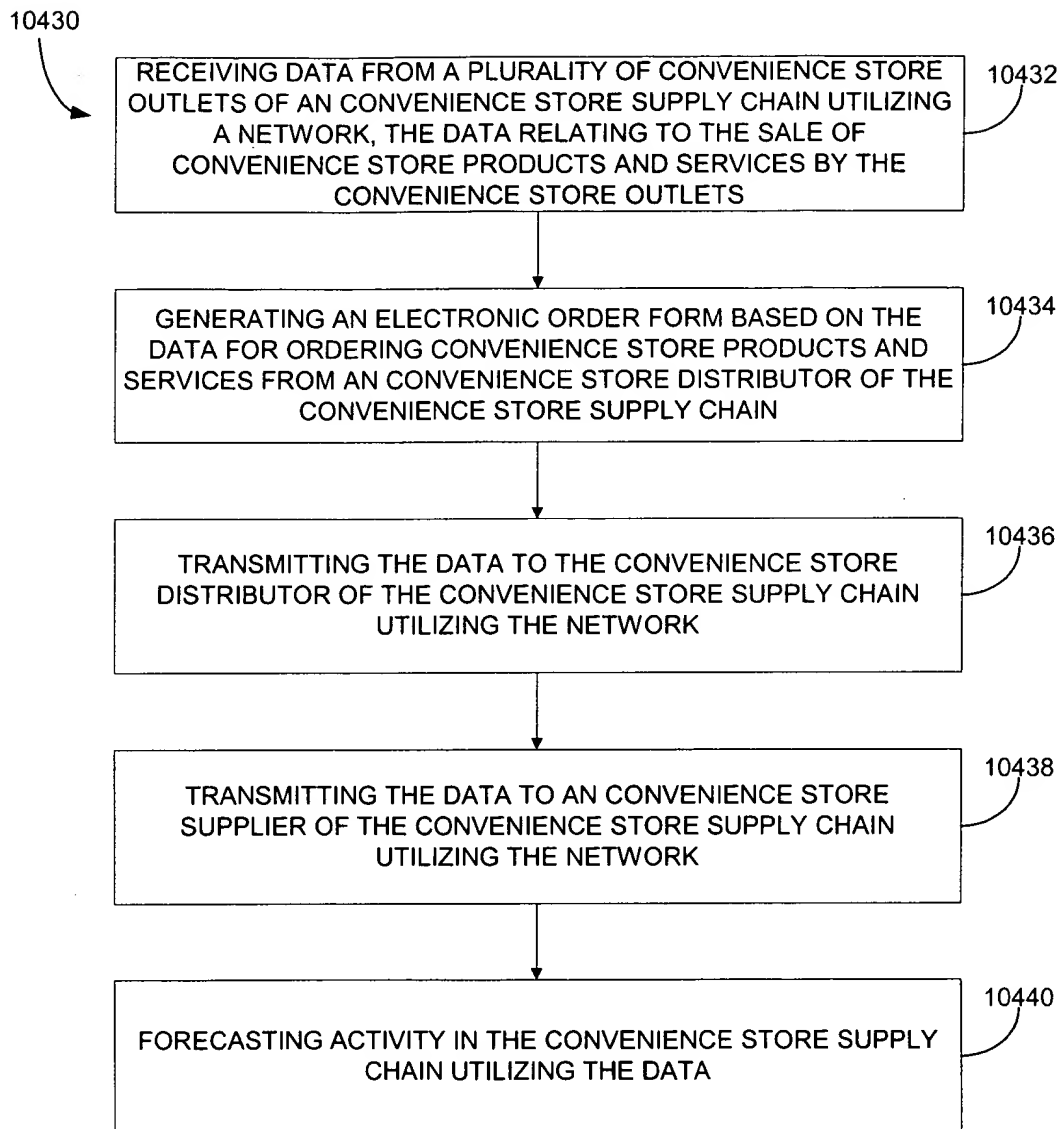 10430
RECEIVING DATA FROM A PLURALITY OF CONVENIENCE STORE
OUTLETS OF AN CONVENIENCE STORE SUPPLY CHAIN UTILIZING
A NETWORK, THE DATA RELATING TO THE SALE OF
CONVENIENCE STORE PRODUCTS AND SERVICES BY THE
CONVENIENCE STORE OUTLETS
10432
GENERATING AN ELECTRONIC ORDER FORM BASED ON THE
DATA FOR ORDERING CONVENIENCE STORE PRODUCTS AND
SERVICES FROM AN CONVENIENCE STORE DISTRIBUTOR OF THE
CONVENIENCE STORE SUPPLY CHAIN
10434
TRANSMITTING THE DATA TO THE CONVENIENCE STORE
DISTRIBUTOR OF THE CONVENIENCE STORE SUPPLY CHAIN
UTILIZING THE NETWORK
10436
TRANSMITTING THE DATA TO AN CONVENIENCE STORE
SUPPLIER OF THE CONVENIENCE STORE SUPPLY CHAIN
UTILIZING THE NETWORK
10438
FORECASTING ACTIVITY IN THE CONVENIENCE STORE SUPPLY
CHAIN UTILIZING THE DATA
10440